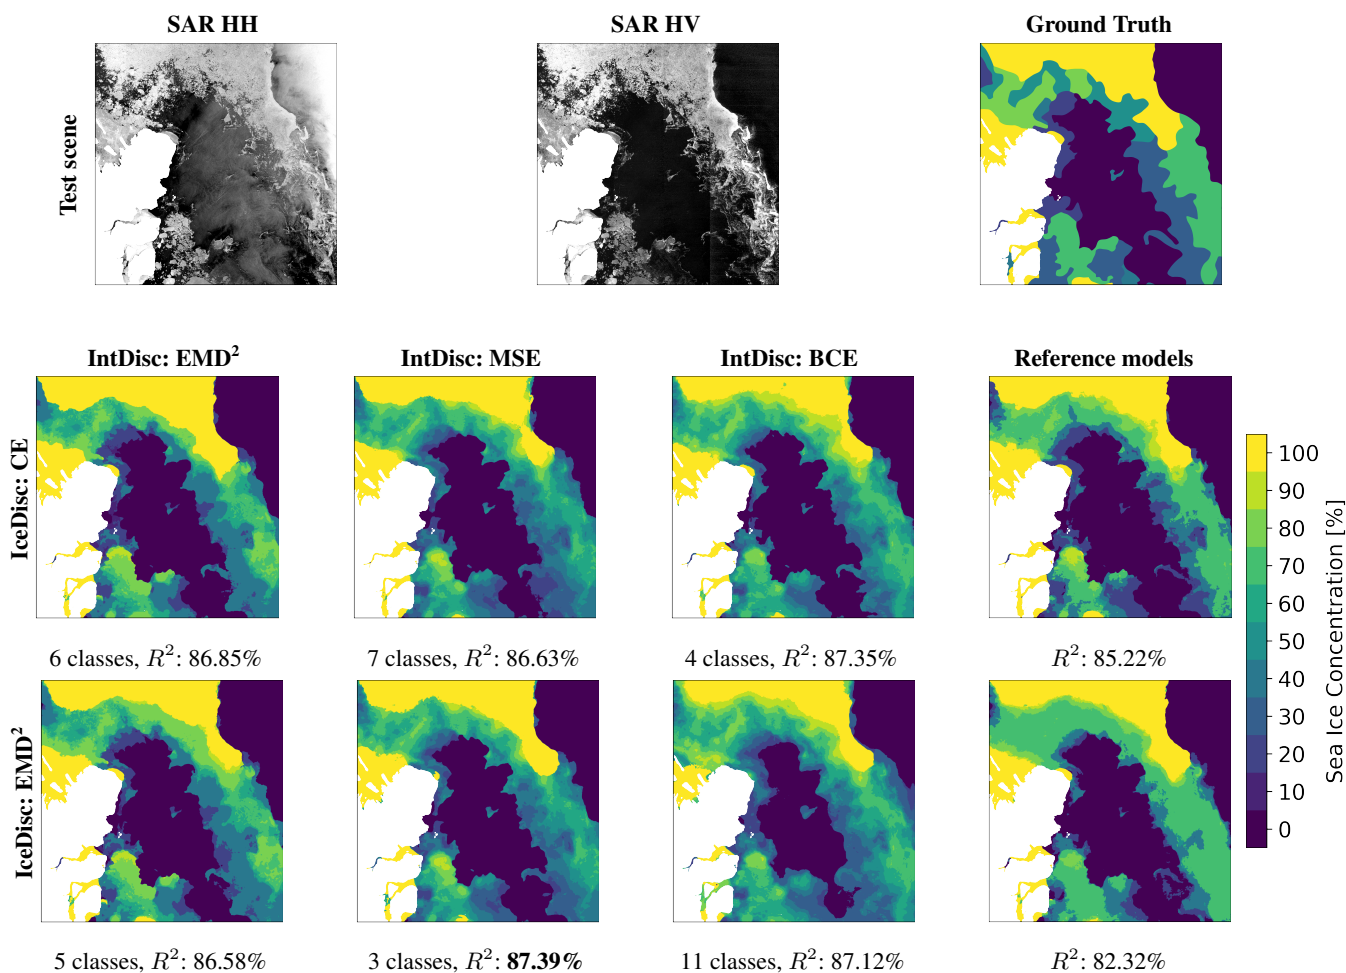 SAR HH
SAR HV
Ground Truth
Test scene
IntDisc: EMD²
IntDisc: MSE
IntDisc: BCE
Reference models
IceDisc: CE
6 classes, R²: 86.85%
7 classes, R²: 86.63%
4 classes, R²: 87.35%
R²: 85.22%
IceDisc: EMD²
5 classes, R²: 86.58%
3 classes, R²: 87.39%
11 classes, R²: 87.12%
R²: 82.32%
100
90
80
70
60
50
40
30
20
10
0
Sea Ice Concentration [%]